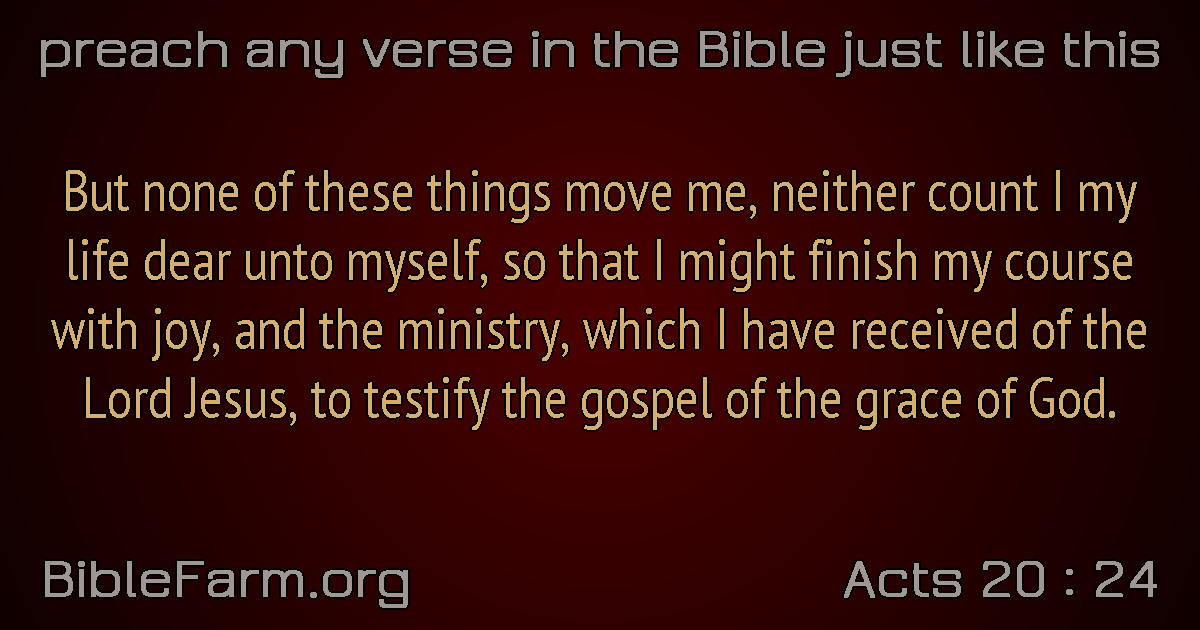 preach any verse in the Bible just like this
But none of these things move me, neither count I my
life dear unto myself, so that I might finish my course
with joy, and the ministry, which I have received of the
Lord Jesus, to testify the gospel of the grace of God.
BibleFarm.org
Acts 20 : 24